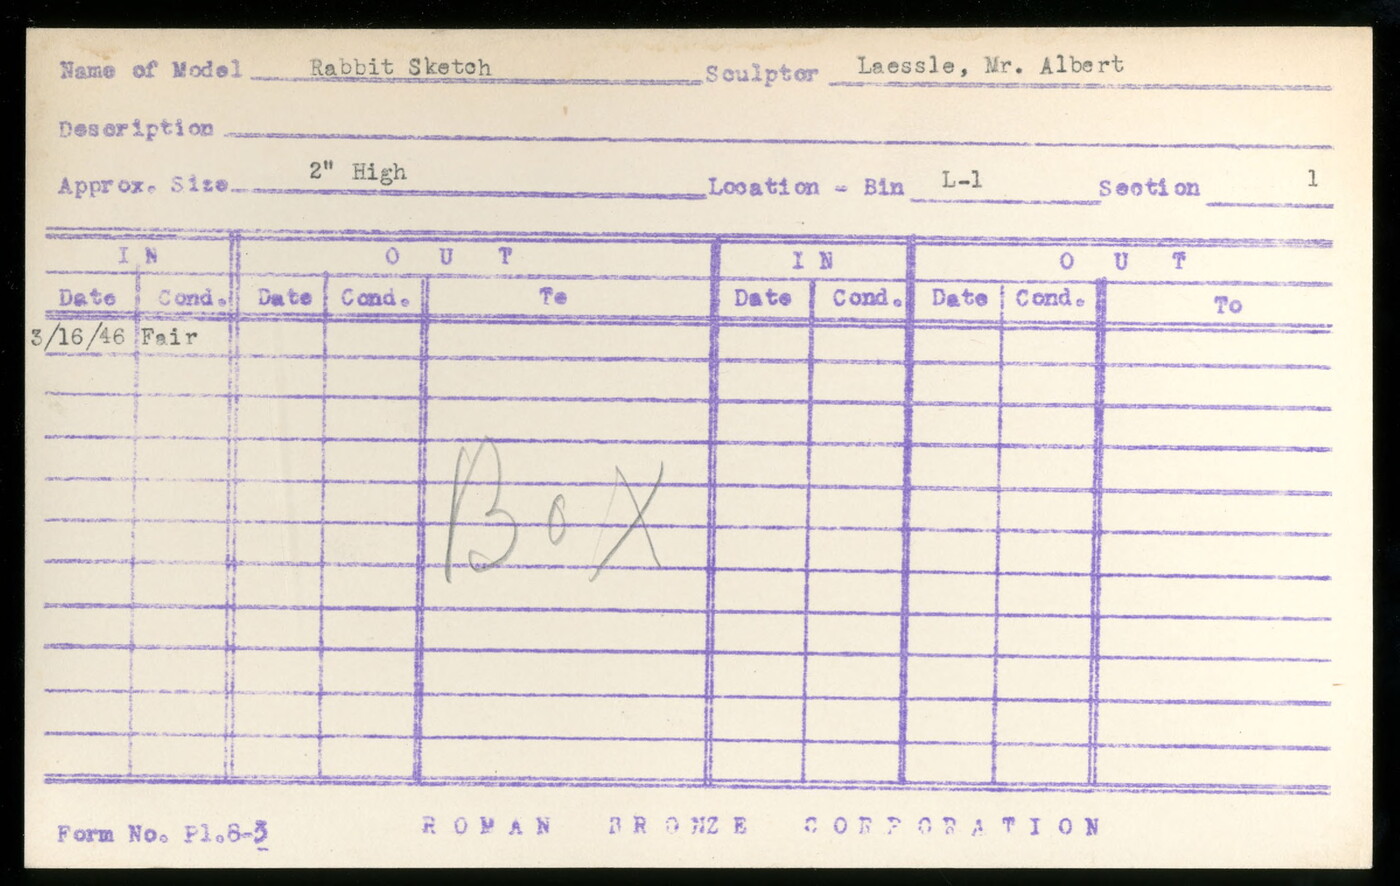 Name of Model Rabbit Sketch Sculptor Laessle, Mr. Albert
Description
Approx. Size 2" High Location - Bin L-1 Section 1
IN OUT IN OUT
Date Cond. Date Cond. To Date Cond. Date Cond. To
3/16/46 Fair
Box
Form No. Pl.8-3 ROMAN BRONZE CORPORATION